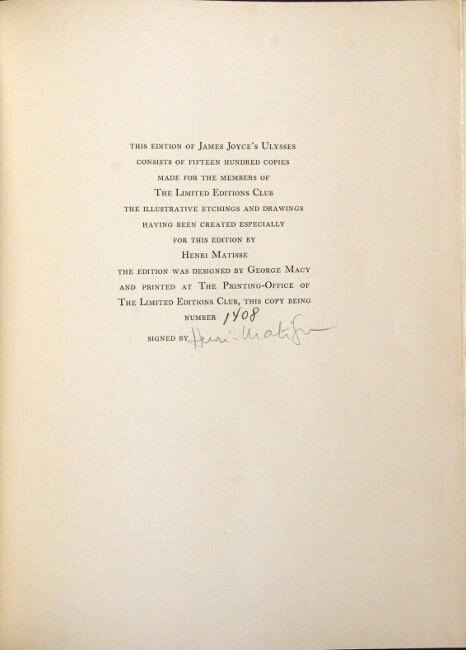 THIS EDITION OF JAMES JOYCE'S ULYSSES
CONSISTS OF FIFTEEN HUNDRED COPIES
MADE FOR THE MEMBERS OF
THE LIMITED EDITIONS CLUB
THE ILLUSTRATIVE ETCHINGS AND DRAWINGS
HAVING BEEN CREATED ESPECIALLY
FOR THIS EDITION BY
HENRI MATISSE
THE EDITION WAS DESIGNED BY GEORGE MACY
AND PRINTED AT THE PRINTING-OFFICE OF
THE LIMITED EDITIONS CLUB, THIS COPY BEING
NUMBER 1408
SIGNED BY Henri-Matisse